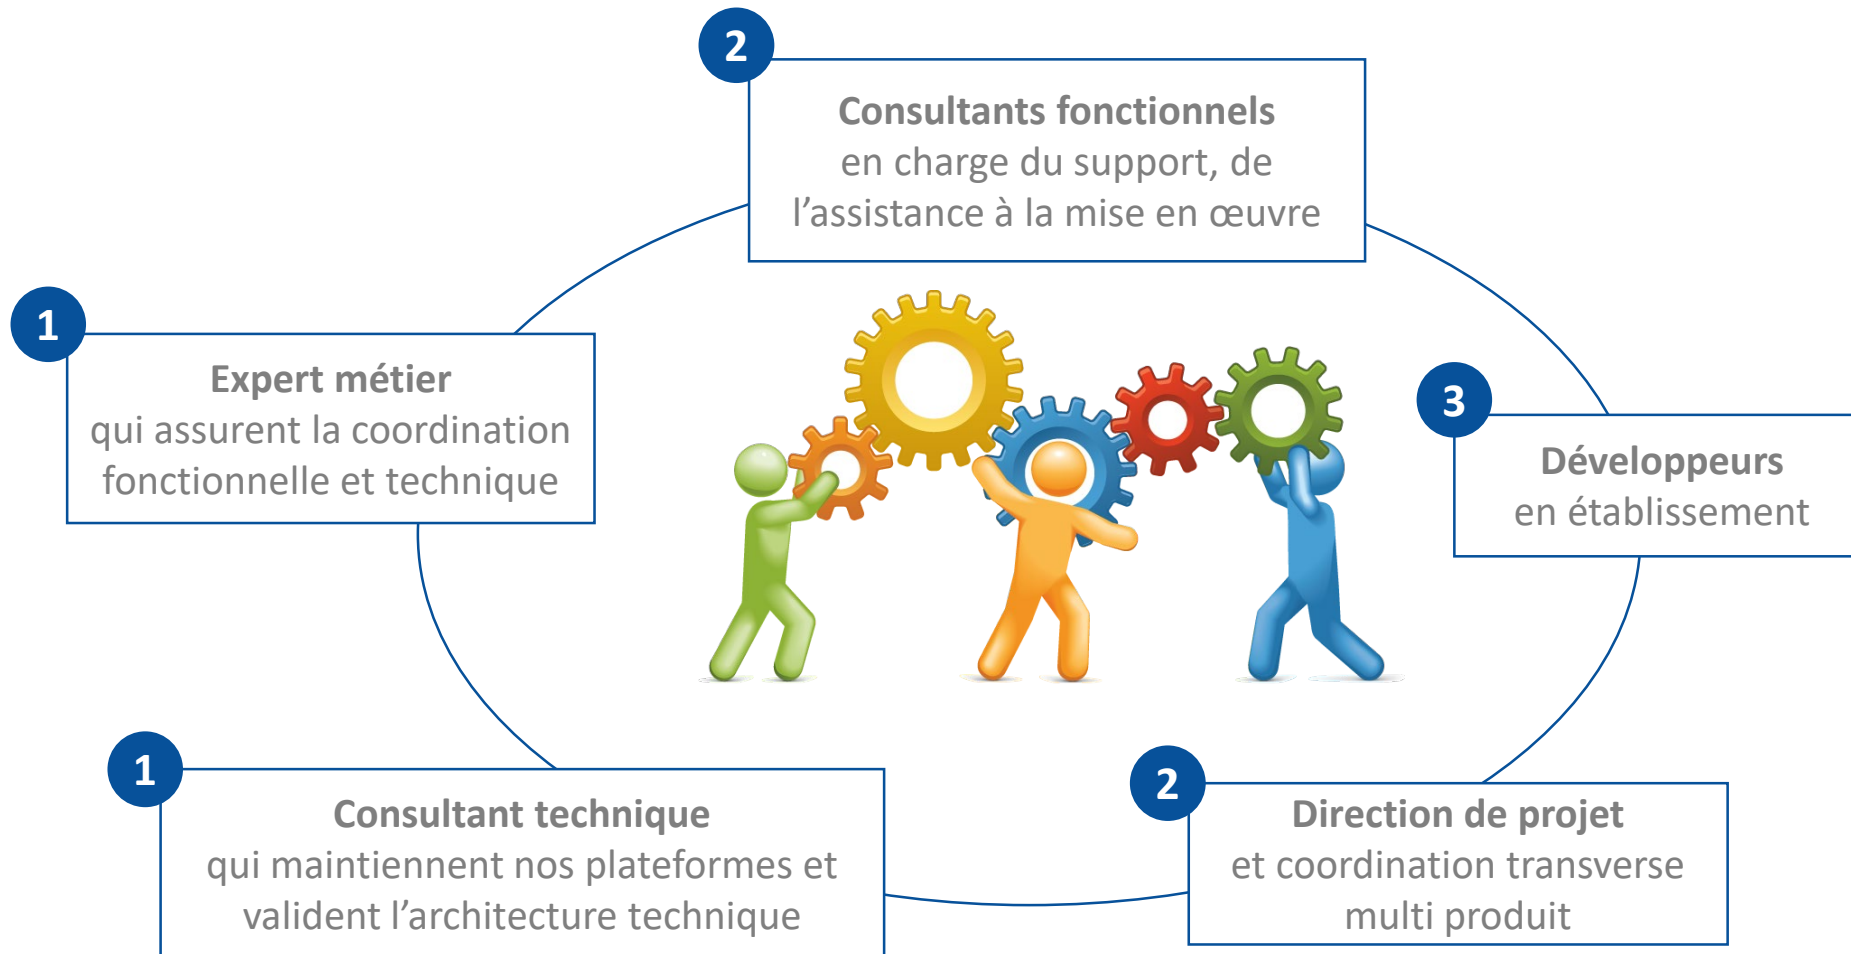 2
Consultants fonctionnels
en charge du support, de
l’assistance à la mise en œuvre
1
Expert métier
qui assurent la coordination
fonctionnelle et technique
3
Développeurs
en établissement
1
Consultant technique
qui maintiennent nos plateformes et
valident l’architecture technique
2
Direction de projet
et coordination transverse
multi produit